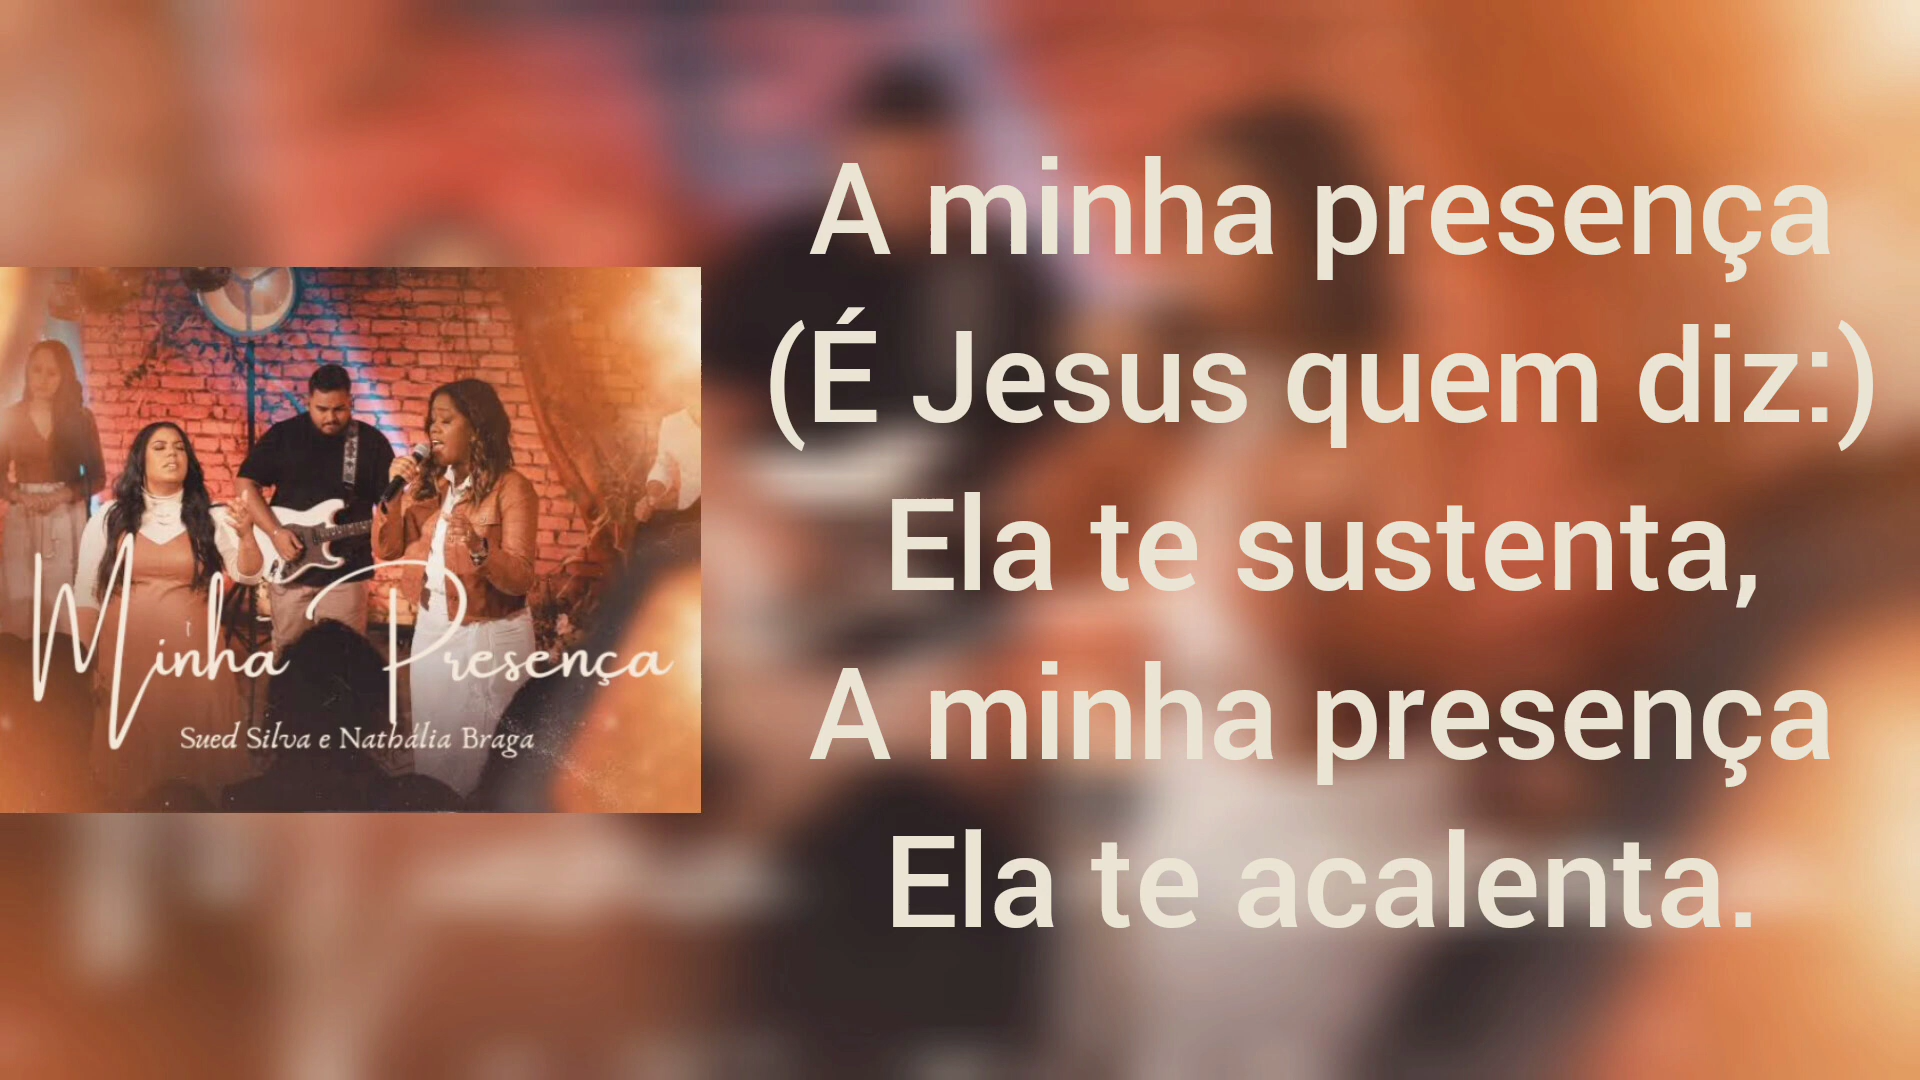 Minha Presença
Sued Silva e Nathália Braga
A minha presença
(É Jesus quem diz:)
Ela te sustenta,
A minha presença
Ela te acalenta.